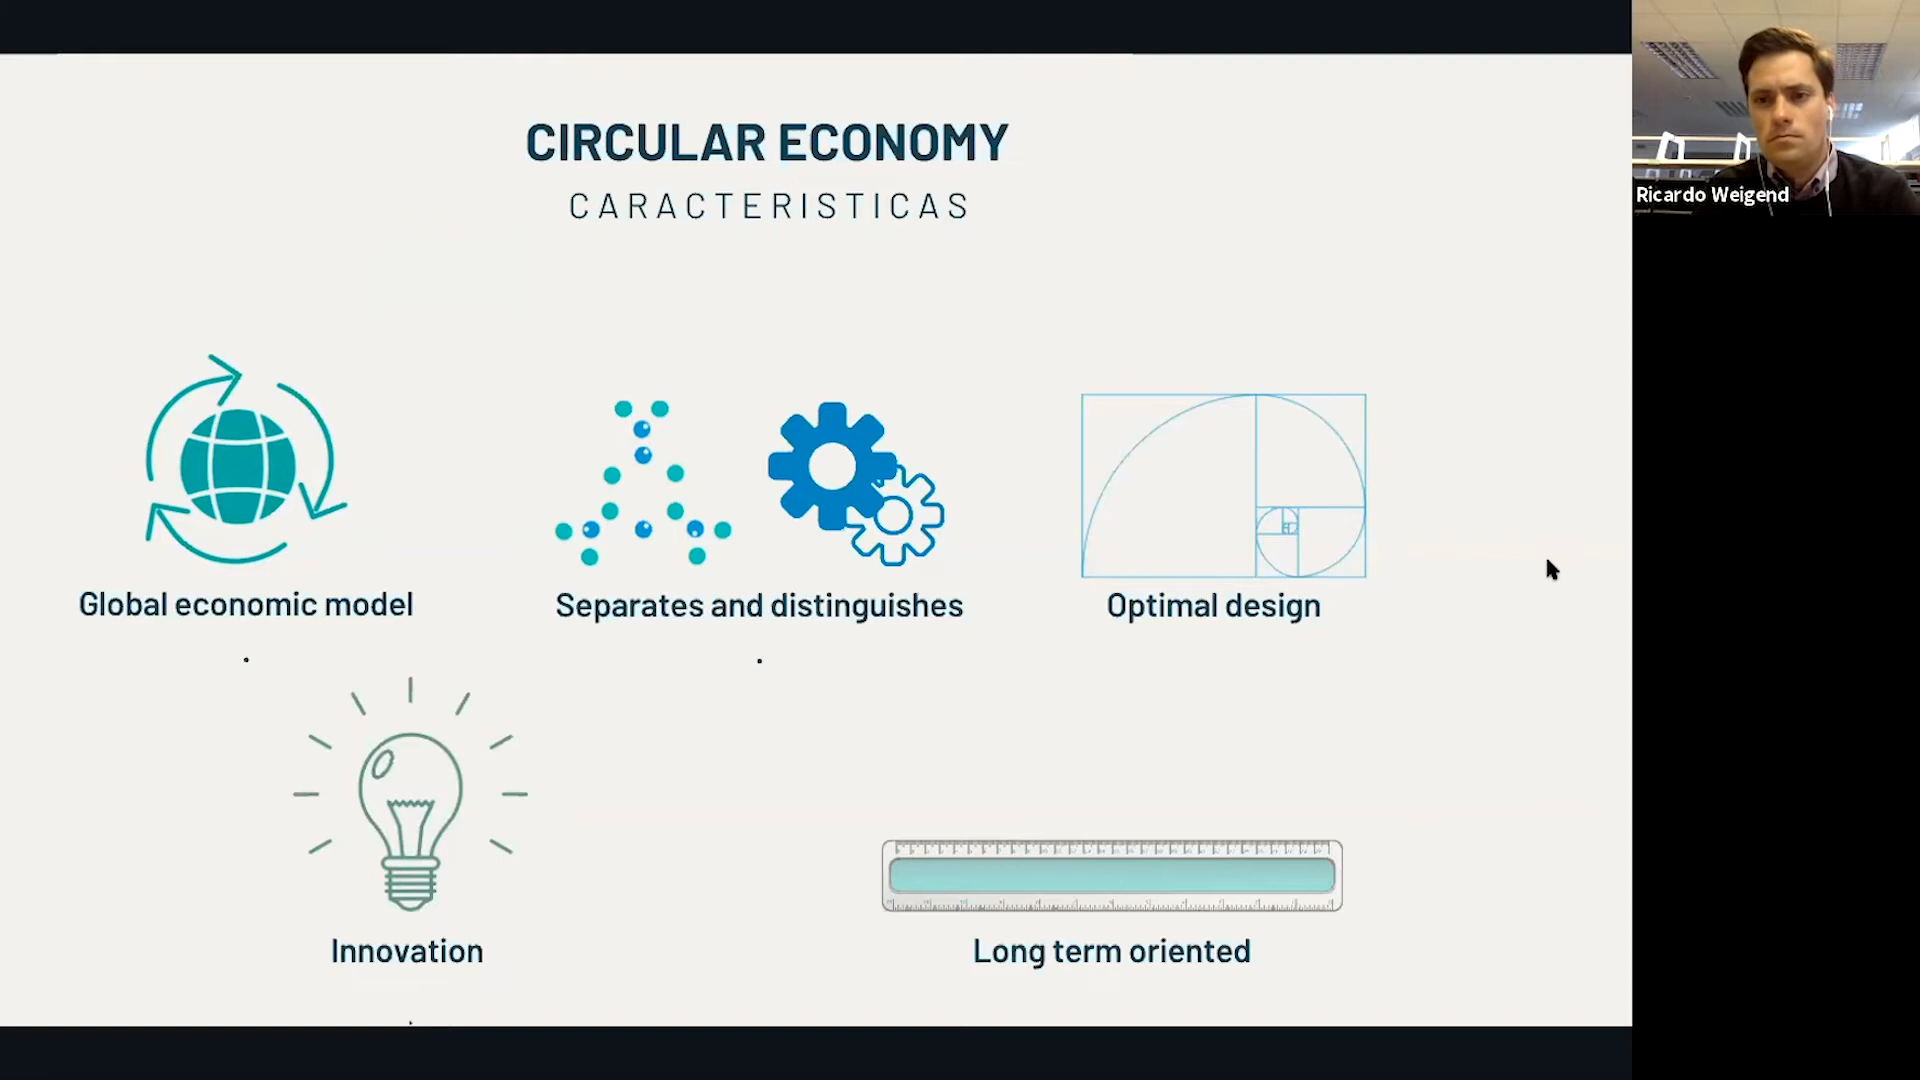 CIRCULAR ECONOMY
CARACTERISTICAS
Ricardo Weigend
Global economic model
Separates and distinguishes
Optimal design
Innovation
Long term oriented